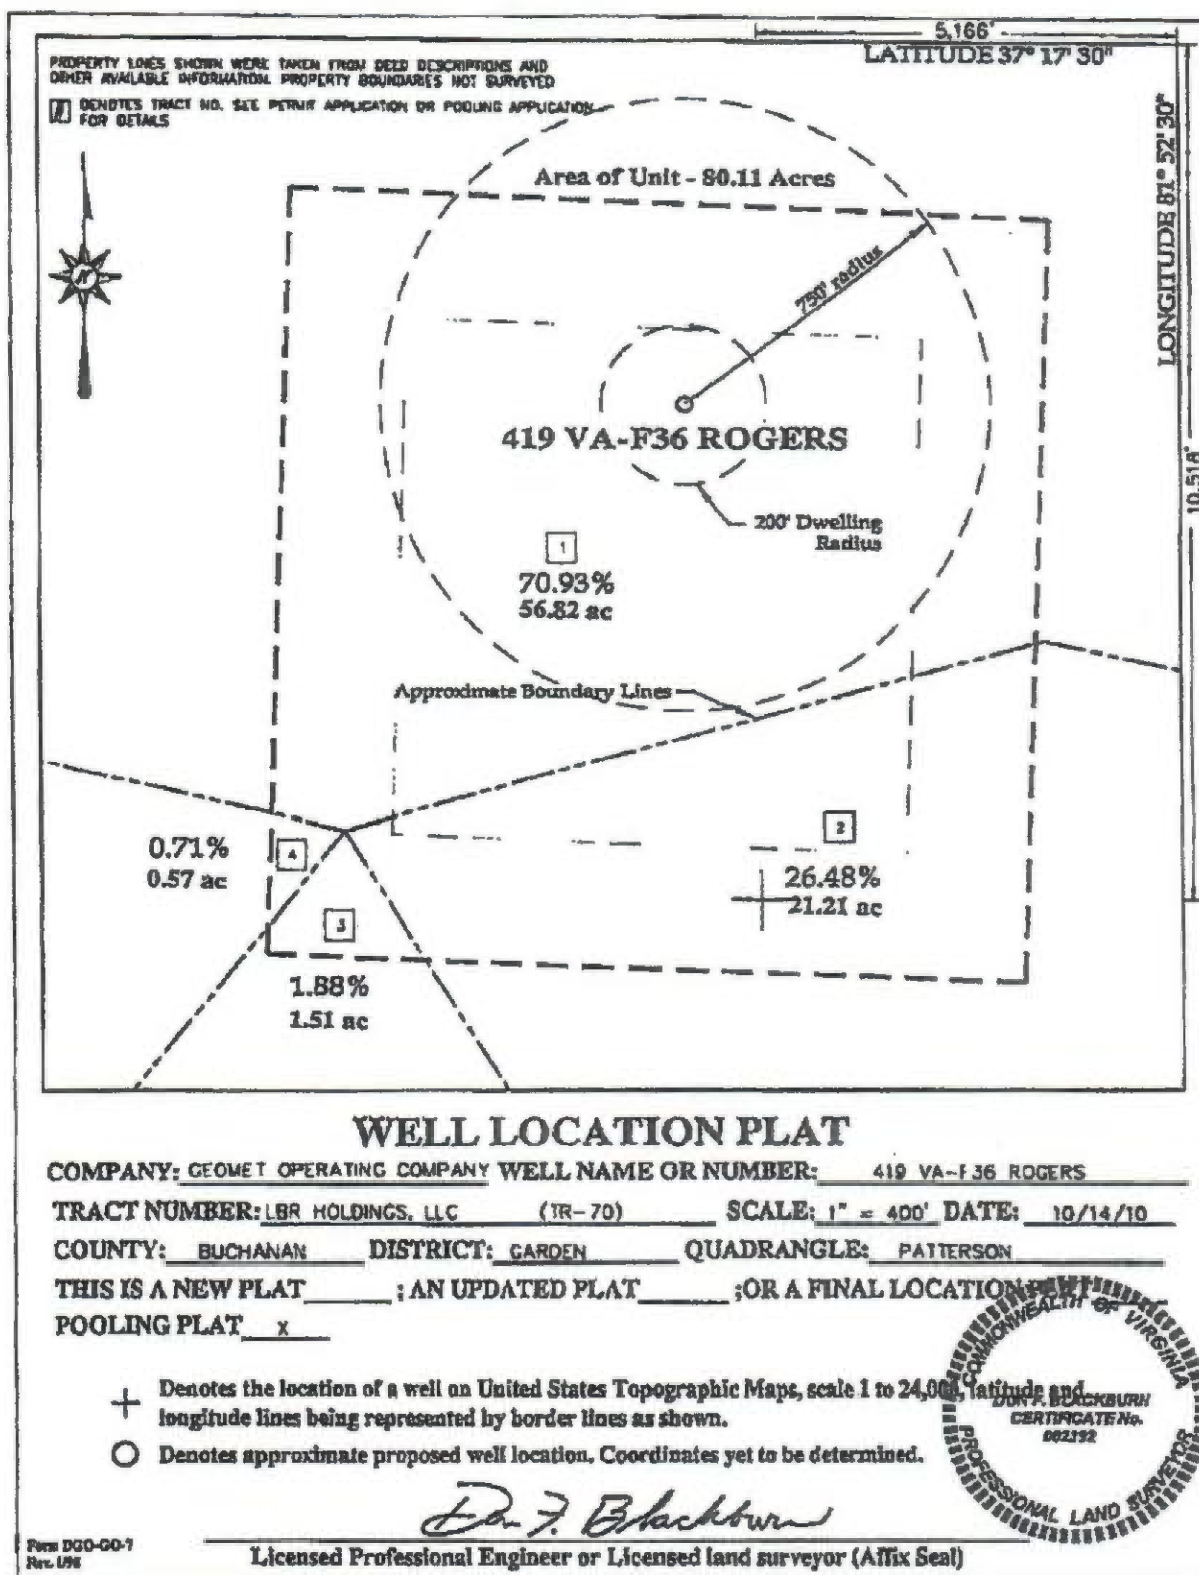 5,166'
LATITUDE 37° 17' 30"
PROPERTY LINES SHOWN WERE TAKEN FROM DEED DESCRIPTIONS AND
OTHER AVAILABLE INFORMATION. PROPERTY BOUNDARIES NOT SURVEYED
DENOTES TRACT NO. SEE PERMIT APPLICATION OR POOLING APPLICATION
FOR DETAILS
LONGITUDE 81° 52' 30"
10,518'
N
Area of Unit - 80.11 Acres
750' radius
419 VA-F36 ROGERS
200' Dwelling
Radius
1
70.93%
56.82 ac
Approximate Boundary Lines
2
26.48%
21.21 ac
0.71%
0.57 ac
4
3
1.88%
1.51 ac
WELL LOCATION PLAT
COMPANY: GEOMET OPERATING COMPANY WELL NAME OR NUMBER: 419 VA-F36 ROGERS
TRACT NUMBER: LBR HOLDINGS, LLC (TR-70) SCALE: 1" = 400' DATE: 10/14/10
COUNTY: BUCHANAN DISTRICT: GARDEN QUADRANGLE: PATTERSON
THIS IS A NEW PLAT ; AN UPDATED PLAT ;OR A FINAL LOCATION PLAT
POOLING PLAT X
+ Denotes the location of a well on United States Topographic Maps, scale 1 to 24,000, latitude and
longitude lines being represented by border lines as shown.
Denotes approximate proposed well location. Coordinates yet to be determined.
COMMONWEALTH OF VIRGINIA
DON F. BLACKBURN
CERTIFICATE No.
002192
PROFESSIONAL LAND SURVEYOR
Don F. Blackburn
Form DGO-GO-7
Rev.
Licensed Professional Engineer or Licensed land surveyor (Affix Seal)